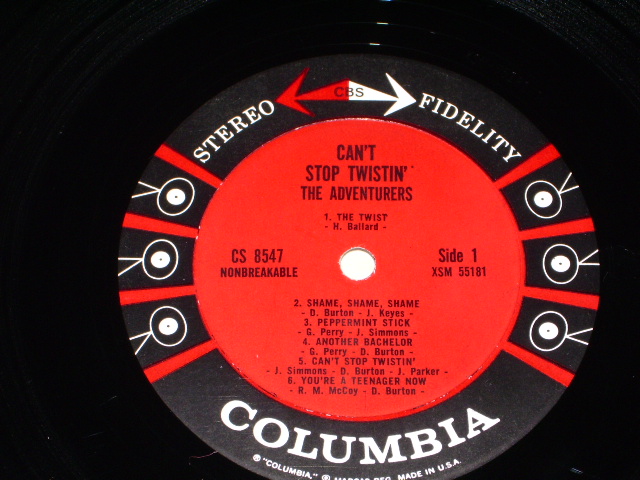 CBS
STEREO FIDELITY
CAN'T
STOP TWISTIN'
THE ADVENTURERS
1. THE TWIST
- H. Ballard -
CS 8547
NONBREAKABLE
Side 1
XSM 55181
2. SHAME, SHAME, SHAME
- D. Burton - J. Keyes -
3. PEPPERMINT STICK
- G. Perry - J. Simmons -
4. ANOTHER BACHELOR
- G. Perry - D. Burton -
5. CAN'T STOP TWISTIN'
- J. Simmons - D. Burton - J. Parker -
6. YOU'RE A TEENAGER NOW
- R. M. McCoy - D. Burton -
COLUMBIA
® "COLUMBIA," ® MARCAS REG. MADE IN U.S.A.